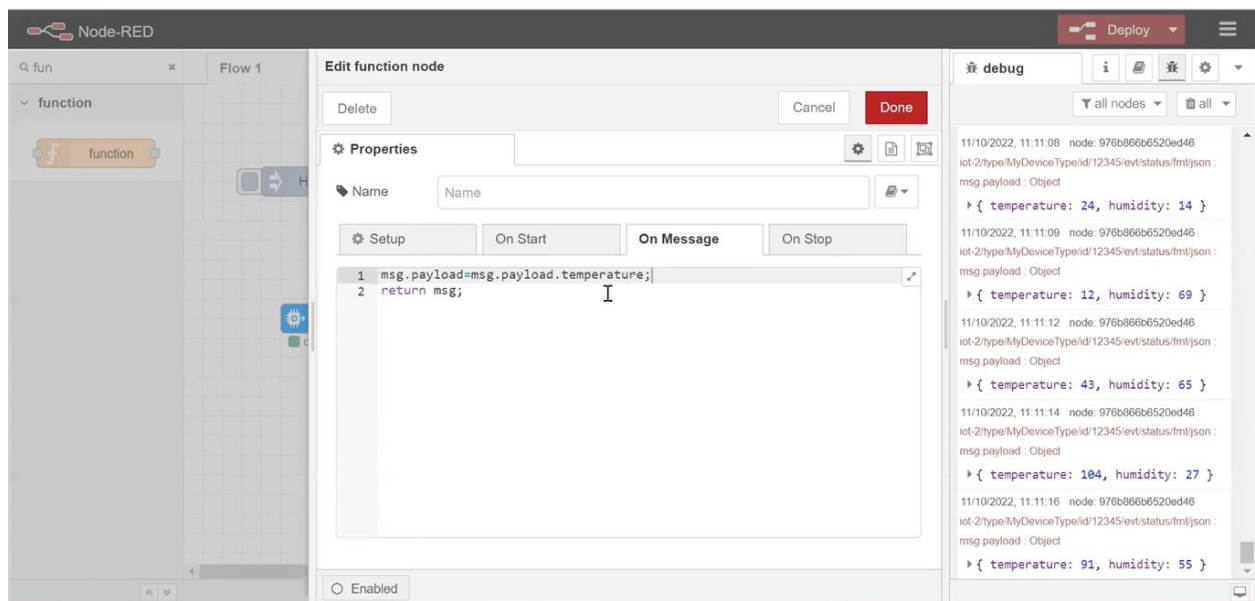 Node-RED
Deploy
fun
Flow 1
function
function
Edit function node
Delete
Cancel
Done
Properties
Name
Name
Setup
On Start
On Message
On Stop
1 msg.payload=msg.payload.temperature;
2 return msg;
Enabled
debug
all nodes
all
11/10/2022, 11:11:08 node: 976b866b6520ed46
iot-2/type/MyDeviceType/id/12345/evt/status/fmt/json :
msg.payload : Object
{ temperature: 24, humidity: 14 }
11/10/2022, 11:11:09 node: 976b866b6520ed46
iot-2/type/MyDeviceType/id/12345/evt/status/fmt/json :
msg.payload : Object
{ temperature: 12, humidity: 69 }
11/10/2022, 11:11:12 node: 976b866b6520ed46
iot-2/type/MyDeviceType/id/12345/evt/status/fmt/json :
msg.payload : Object
{ temperature: 43, humidity: 65 }
11/10/2022, 11:11:14 node: 976b866b6520ed46
iot-2/type/MyDeviceType/id/12345/evt/status/fmt/json :
msg.payload : Object
{ temperature: 104, humidity: 27 }
11/10/2022, 11:11:16 node: 976b866b6520ed46
iot-2/type/MyDeviceType/id/12345/evt/status/fmt/json :
msg.payload : Object
{ temperature: 91, humidity: 55 }